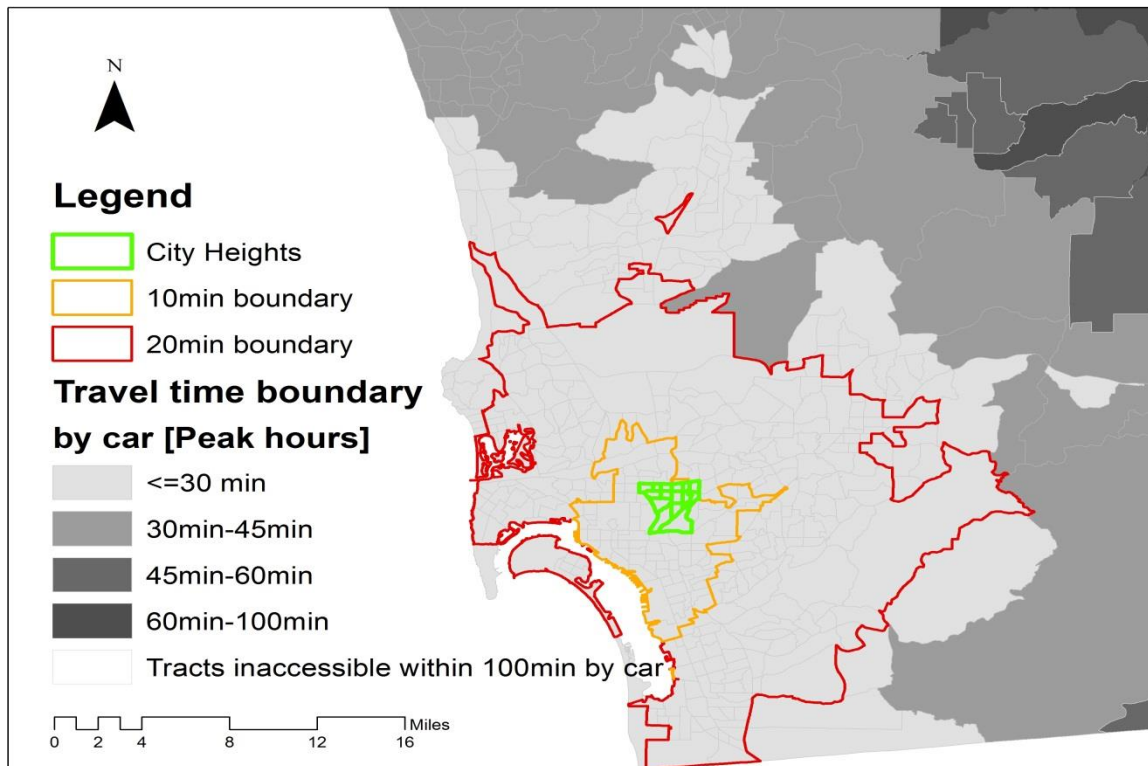 N
Legend
City Heights
10min boundary
20min boundary
Travel time boundary
by car [Peak hours]
<=30 min
30min-45min
45min-60min
60min-100min
Tracts inaccessible within 100min by car
Miles
0 2 4 8 12 16